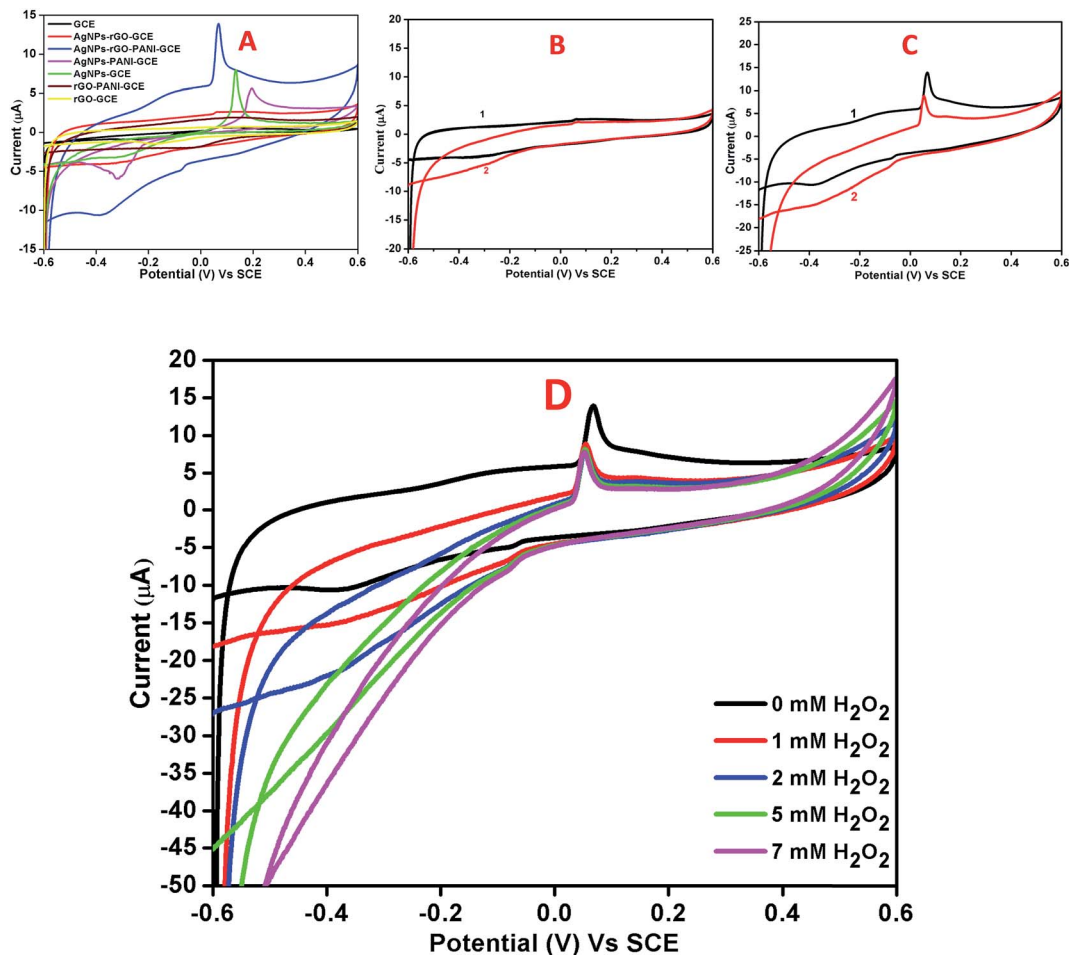 GCE
AgNPs-rGO-GCE
AgNPs-rGO-PANI-GCE
AgNPs-PANI-GCE
AgNPs-GCE
rGO-PANI-GCE
rGO-GCE
A
15
10
5
0
-5
-10
-15
Current (μA)
-0.6 -0.4 -0.2 0.0 0.2 0.4 0.6
Potential (V) Vs SCE
B
20
15
10
5
0
-5
-10
-15
-20
Current (μA)
1
2
-0.6 -0.4 -0.2 0.0 0.2 0.4 0.6
Potential (V) Vs SCE
C
25
20
15
10
5
0
-5
-10
-15
-20
-25
Current (μA)
1
2
-0.6 -0.4 -0.2 0.0 0.2 0.4 0.6
Potential (V) Vs SCE
D
20
15
10
5
0
-5
-10
-15
-20
-25
-30
-35
-40
-45
-50
Current (μA)
0 mM H2O2
1 mM H2O2
2 mM H2O2
5 mM H2O2
7 mM H2O2
-0.6 -0.4 -0.2 0.0 0.2 0.4 0.6
Potential (V) Vs SCE